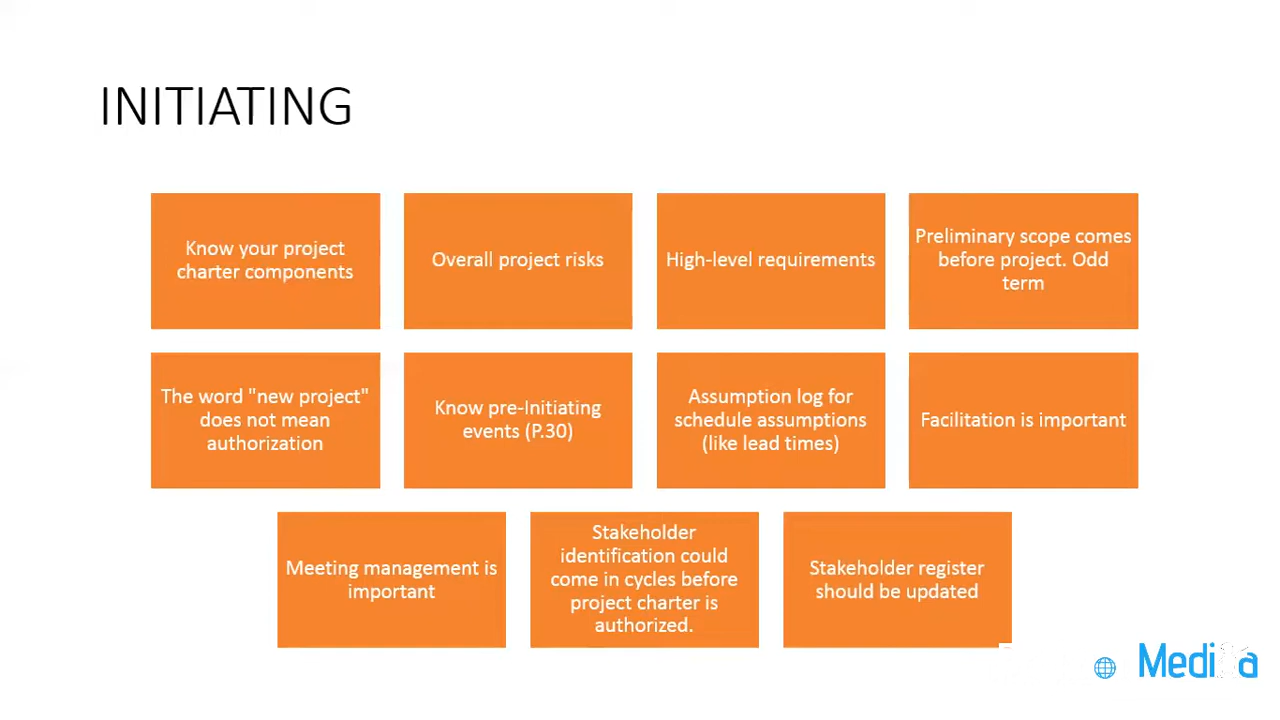 INITIATING
Know your project
charter components
Overall project risks
High-level requirements
Preliminary scope comes
before project. Odd
term
The word "new project"
does not mean
authorization
Know pre-Initiating
events (P.30)
Assumption log for
schedule assumptions
(like lead times)
Facilitation is important
Meeting management is
important
Stakeholder
identification could
come in cycles before
project charter is
authorized.
Stakeholder register
should be updated